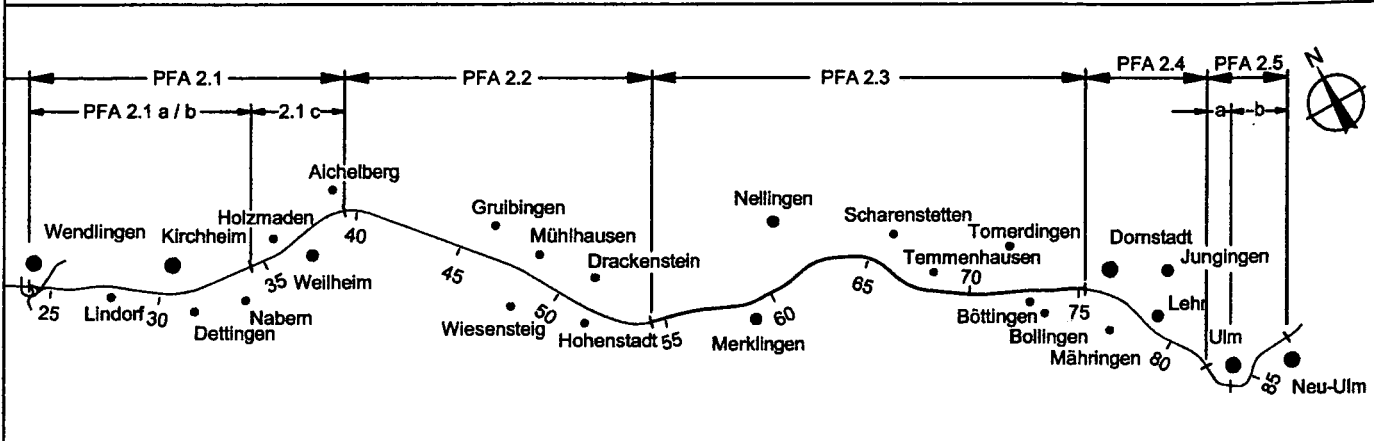 PFA 2.1
PFA 2.2
PFA 2.3
PFA 2.4
PFA 2.5
N
PFA 2.1 a / b
2.1 c
a
b
Aichelberg
Wendlingen
Holzmaden
Kirchheim
Gruibingen
Mühlhausen
Drackenstein
Nellingen
Scharenstetten
Tomerdingen
Temmenhausen
Dornstadt
Jungingen
Weilheim
Lindorf
Dettingen
Nabern
Wiesensteig
Hohenstadt
Merklingen
Böttingen
Bollingen
Mähringen
Lehr
Ulm
Neu-Ulm
25
30
35
40
45
50
55
60
65
70
75
80
85